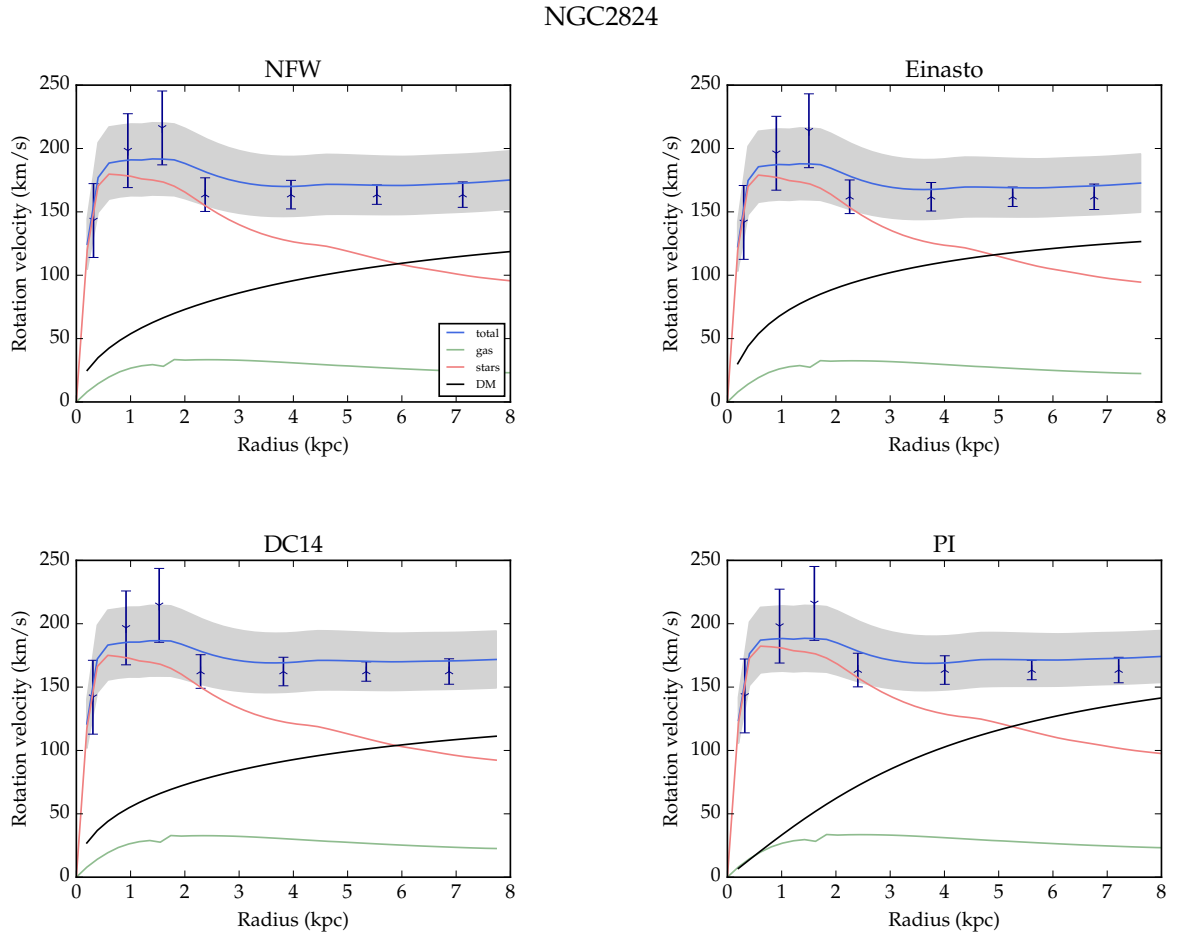 NGC2824
NFW
250
200
150
100
50
0
Rotation velocity (km/s)
total
gas
stars
DM
0 1 2 3 4 5 6 7 8
Radius (kpc)
Einasto
250
200
150
100
50
0
Rotation velocity (km/s)
0 1 2 3 4 5 6 7 8
Radius (kpc)
DC14
250
200
150
100
50
0
Rotation velocity (km/s)
0 1 2 3 4 5 6 7 8
Radius (kpc)
PI
250
200
150
100
50
0
Rotation velocity (km/s)
0 1 2 3 4 5 6 7 8
Radius (kpc)